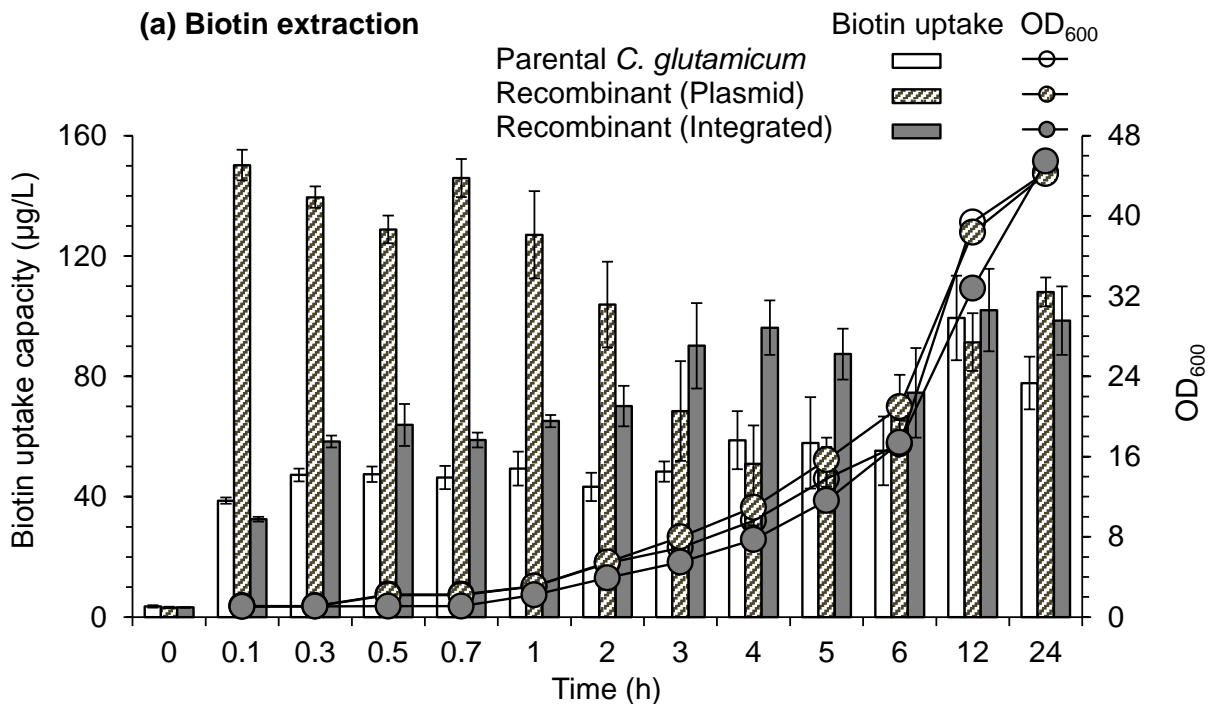 (a) Biotin extraction
Biotin uptake OD600
Parental C. glutamicum
Recombinant (Plasmid)
Recombinant (Integrated)
160
120
80
40
0
Biotin uptake capacity (µg/L)
48
40
32
24
16
8
0
OD600
0 0.1 0.3 0.5 0.7 1 2 3 4 5 6 12 24
Time (h)